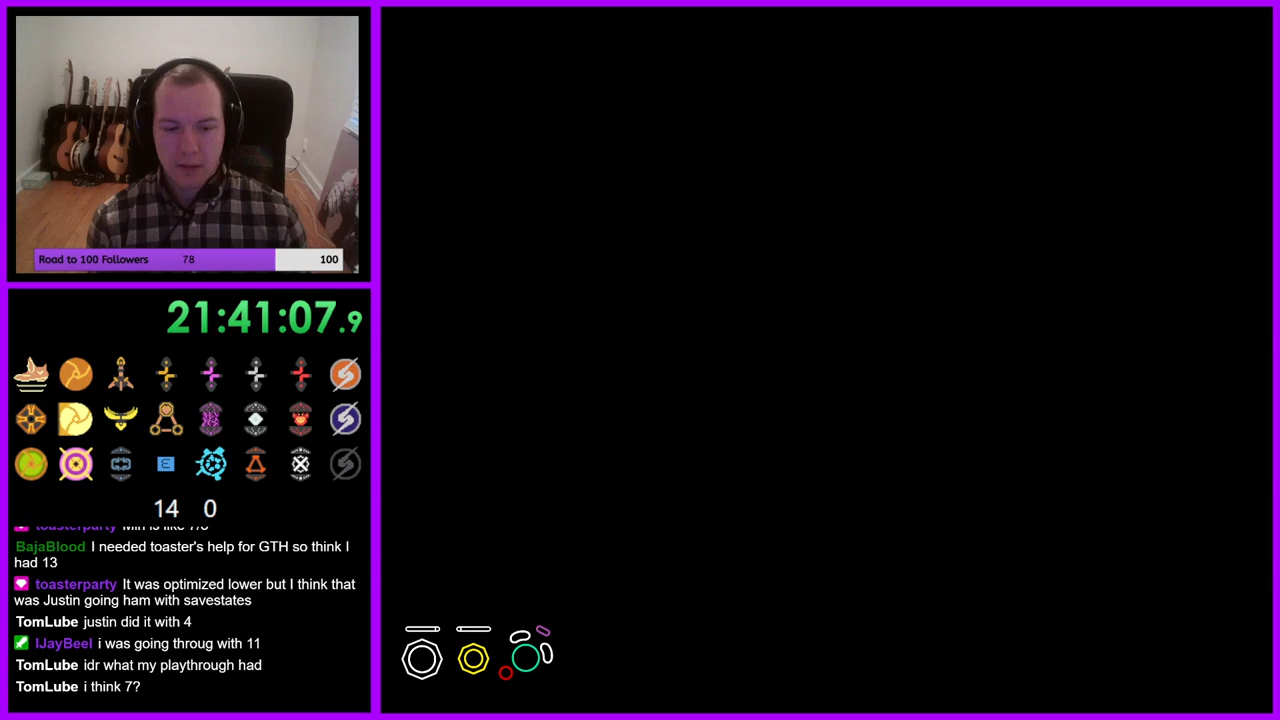 Road to 100 Followers 78 100
21:41:07.9
14 0
BajaBlood I needed toaster's help for GTH so think I
had 13
toasterparty It was optimized lower but I think that
was Justin going ham with savestates
TomLube justin did it with 4
IJayBeel i was going throug with 11
TomLube idr what my playthrough had
TomLube i think 7?